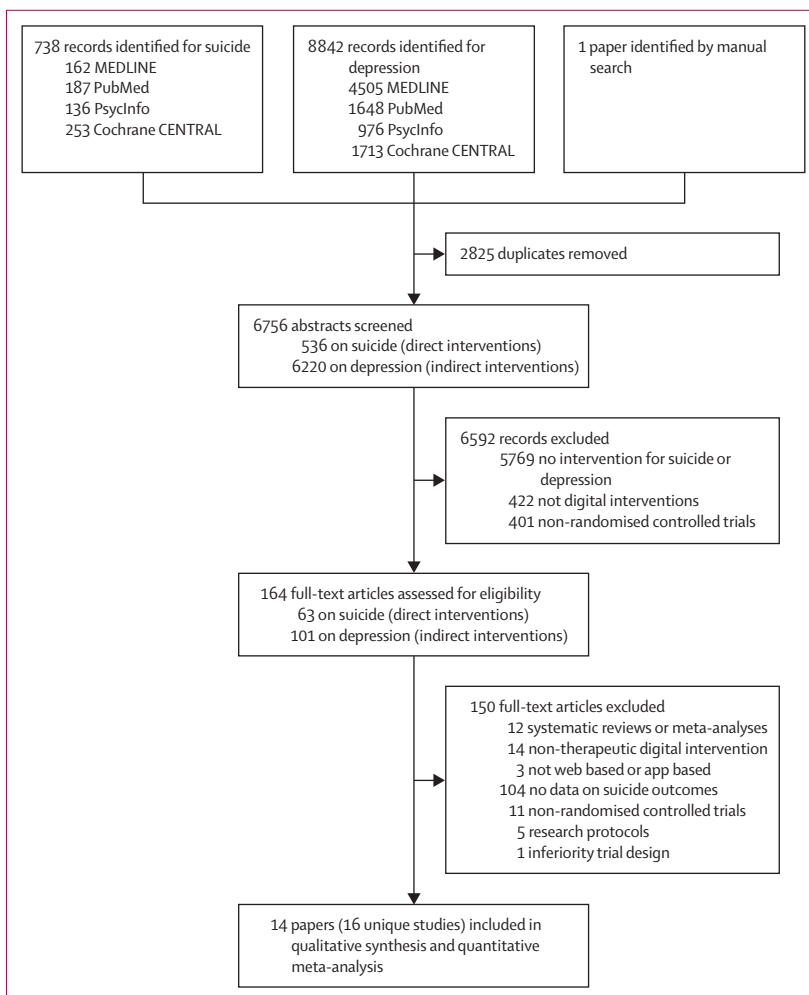 738 records identified for suicide
162 MEDLINE
187 PubMed
136 PsycInfo
253 Cochrane CENTRAL
8842 records identified for
depression
4505 MEDLINE
1648 PubMed
976 PsycInfo
1713 Cochrane CENTRAL
1 paper identified by manual
search
2825 duplicates removed
6756 abstracts screened
536 on suicide (direct interventions)
6220 on depression (indirect interventions)
6592 records excluded
5769 no intervention for suicide or
depression
422 not digital interventions
401 non-randomised controlled trials
164 full-text articles assessed for eligibility
63 on suicide (direct interventions)
101 on depression (indirect interventions)
150 full-text articles excluded
12 systematic reviews or meta-analyses
14 non-therapeutic digital intervention
3 not web based or app based
104 no data on suicide outcomes
11 non-randomised controlled trials
5 research protocols
1 inferiority trial design
14 papers (16 unique studies) included in
qualitative synthesis and quantitative
meta-analysis